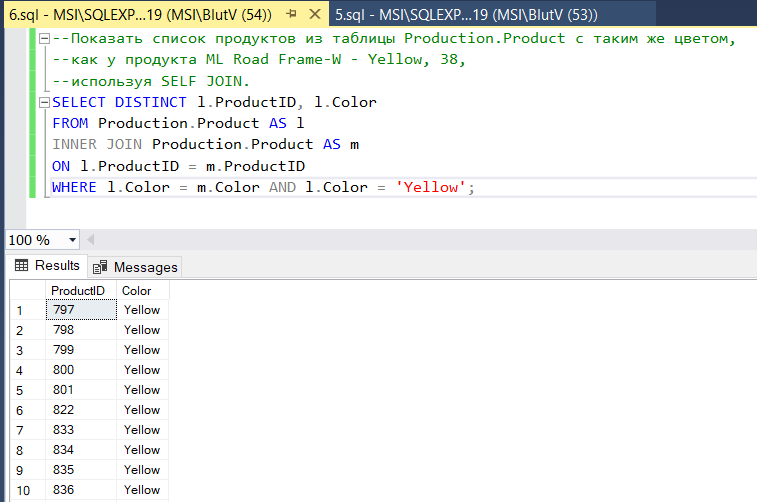 6.sql - MSI\SQLEXP...19 (MSI\BlutV (54))
5.sql - MSI\SQLEXP...19 (MSI\BlutV (53))
--Показать список продуктов из таблицы Production.Product с таким же цветом,
--как у продукта ML Road Frame-W - Yellow, 38,
--используя SELF JOIN.
SELECT DISTINCT l.ProductID, l.Color
FROM Production.Product AS l
INNER JOIN Production.Product AS m
ON l.ProductID = m.ProductID
WHERE l.Color = m.Color AND l.Color = 'Yellow';
100 %
Results Messages
ProductID Color
1 797 Yellow
2 798 Yellow
3 799 Yellow
4 800 Yellow
5 801 Yellow
6 822 Yellow
7 833 Yellow
8 834 Yellow
9 835 Yellow
10 836 Yellow